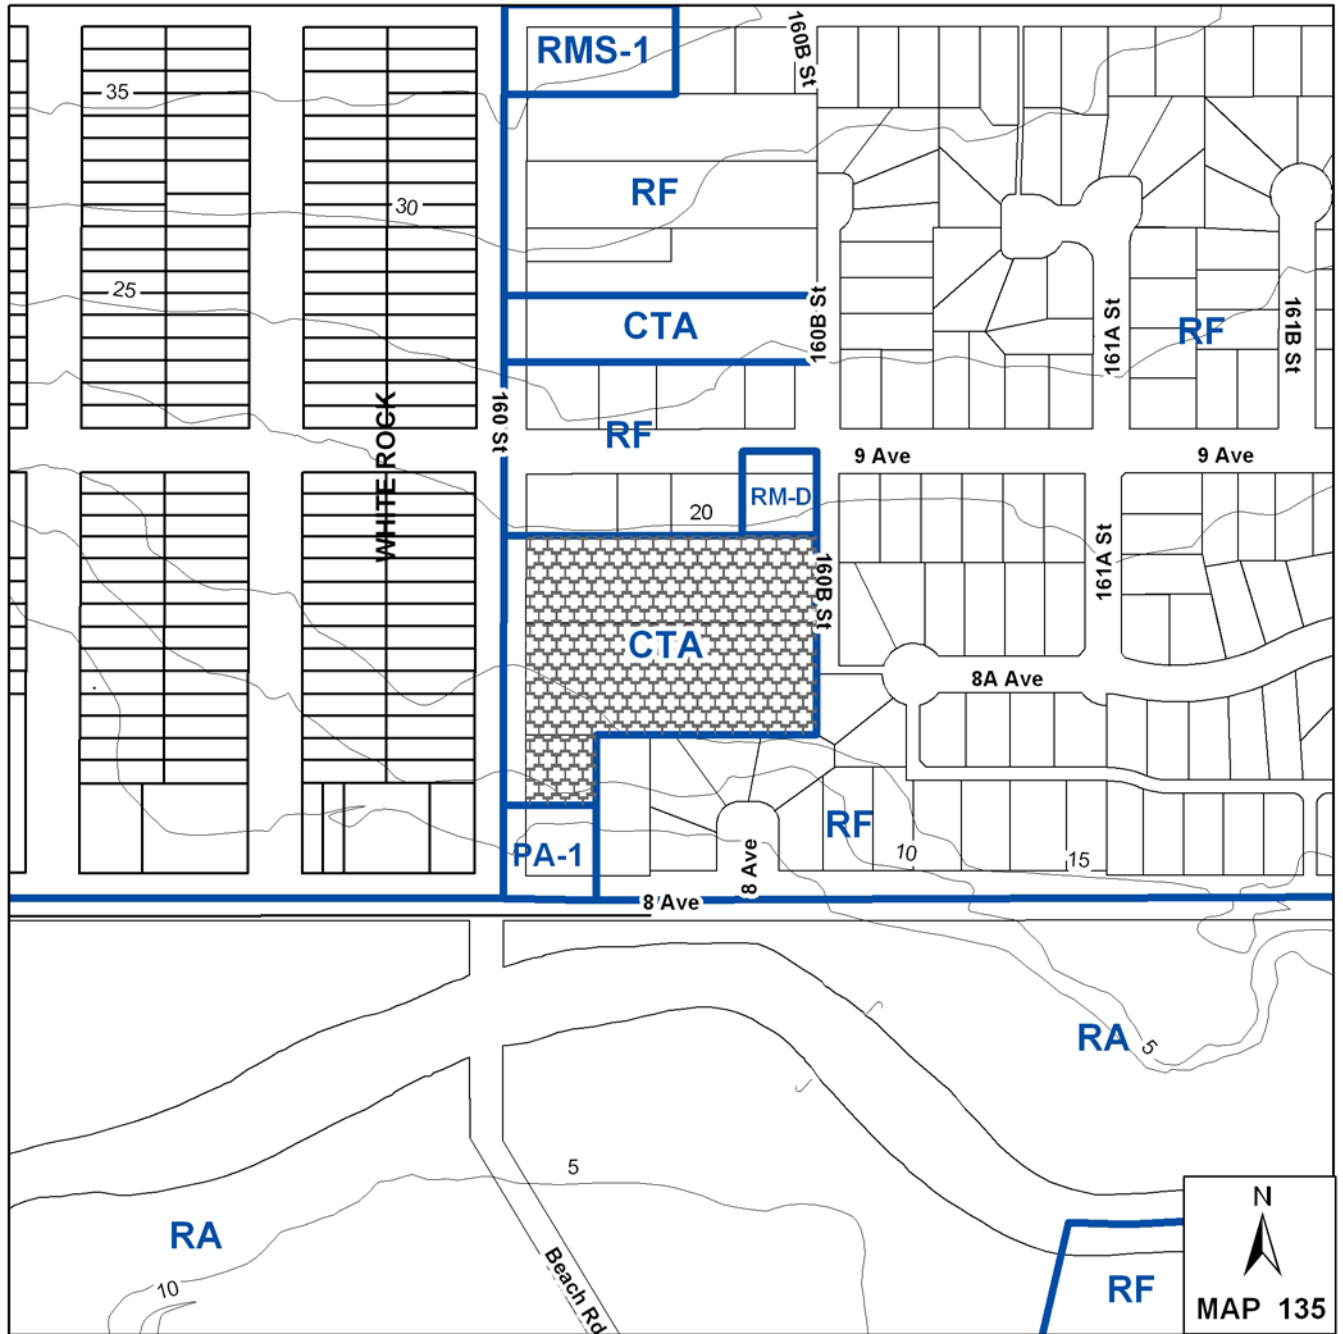 RMS-1
160B St
35
RF
30
25
CTA
160B St
161A St
RF
161B St
WHITE ROCK
160 St
RF
9 Ave
9 Ave
RM-D
20
161A St
160B St
CTA
8A Ave
PA-1
8 Ave
RF
10
15
8 Ave
RA
5
5
RA
10
Beach Rd
RF
N
MAP 135